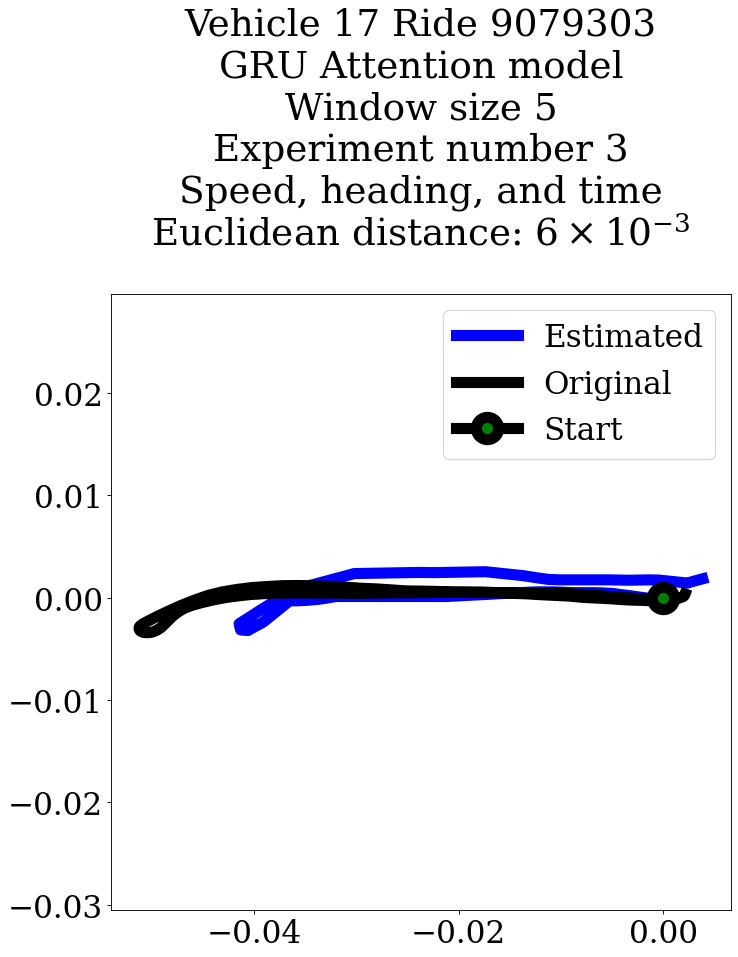 Vehicle 17 Ride 9079303
GRU Attention model
Window size 5
Experiment number 3
Speed, heading, and time
Euclidean distance: 6 × 10⁻³
Estimated
Original
Start
0.02
0.01
0.00
−0.01
−0.02
−0.03
−0.04
−0.02
0.00